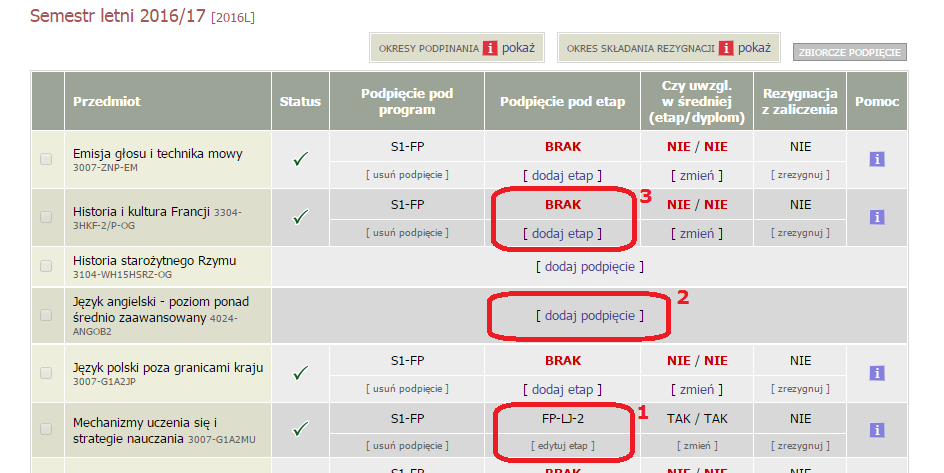 Semestr letni 2016/17 [2016L]
OKRESY PODPINANIA i pokaż
OKRES SKŁADANIA REZYGNACJI i pokaż
ZBIORCZE PODPIĘCIE
Przedmiot
Status
Podpięcie pod
program
Podpięcie pod etap
Czy uwzgl.
w średniej
(etap/dyplom)
Rezygnacja
z zaliczenia
Pomoc
Emisja głosu i technika mowy
3007-ZNP-EM
S1-FP
[ usuń podpięcie ]
BRAK
[ dodaj etap ]
NIE / NIE
[ zmień ]
NIE
[ zrezygnuj ]
i
Historia i kultura Francji 3304-
3HKF-2/P-OG
S1-FP
[ usuń podpięcie ]
BRAK
[ dodaj etap ]
3
NIE / NIE
[ zmień ]
NIE
[ zrezygnuj ]
i
Historia starożytnego Rzymu
3104-WH15HSRZ-OG
[ dodaj podpięcie ]
Język angielski - poziom ponad
średnio zaawansowany 4024-
ANGOB2
[ dodaj podpięcie ]
2
Język polski poza granicami kraju
3007-G1A2JP
S1-FP
[ usuń podpięcie ]
BRAK
[ dodaj etap ]
NIE / NIE
[ zmień ]
NIE
[ zrezygnuj ]
i
Mechanizmy uczenia się i
strategie nauczania 3007-G1A2MU
S1-FP
[ usuń podpięcie ]
FP-LJ-2
[ edytuj etap ]
1
TAK / TAK
[ zmień ]
NIE
[ zrezygnuj ]
i
S1-FP
BRAK
NIE / NIE
NIE